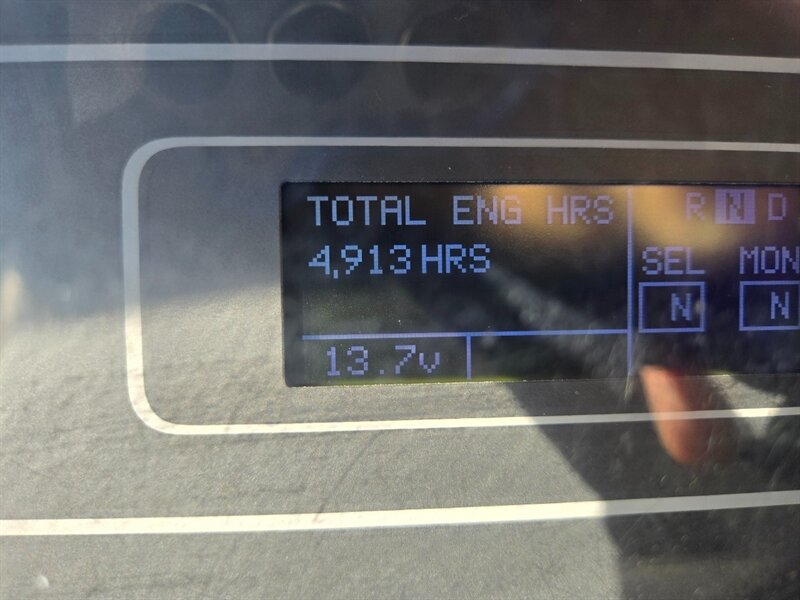 TOTAL ENG HRS
4,913 HRS
13.7v
R N D
SEL MON
N N